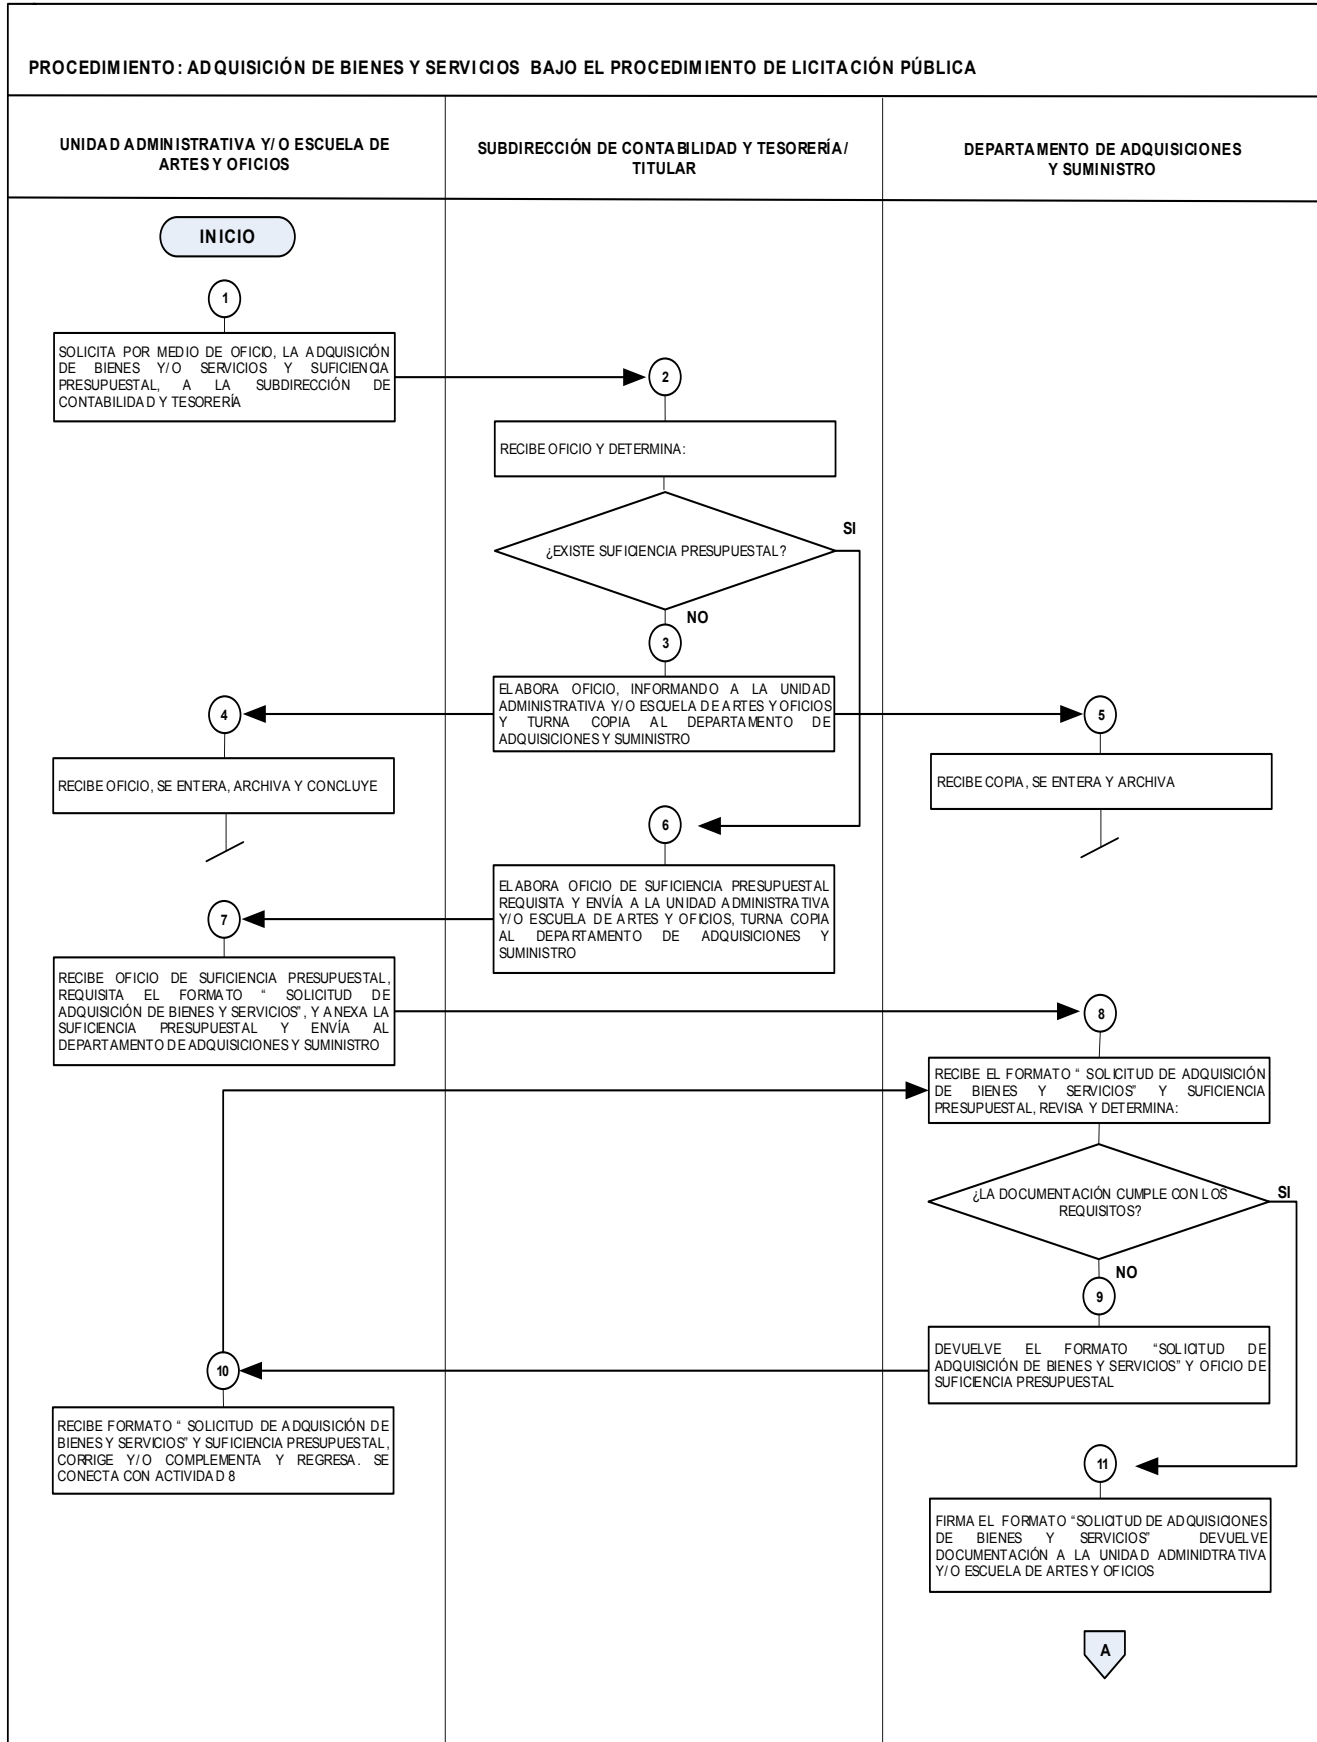 PROCEDIMIENTO: ADQUISICIÓN DE BIENES Y SERVICIOS BAJO EL PROCEDIMIENTO DE LICITACIÓN PÚBLICA
UNIDAD ADMINISTRATIVA Y/O ESCUELA DE
ARTES Y OFICIOS
SUBDIRECCIÓN DE CONTABILIDAD Y TESORERÍA/
TITULAR
DEPARTAMENTO DE ADQUISICIONES
Y SUMINISTRO
INICIO
1
SOLICITA POR MEDIO DE OFICIO, LA ADQUISICIÓN
DE BIENES Y/O SERVICIOS Y SUFICIENCIA
PRESUPUESTAL, A LA SUBDIRECCIÓN DE
CONTABILIDAD Y TESORERÍA
2
RECIBE OFICIO Y DETERMINA:
¿EXISTE SUFICIENCIA PRESUPUESTAL?
SI
NO
3
ELABORA OFICIO, INFORMANDO A LA UNIDAD
ADMINISTRATIVA Y/O ESCUELA DE ARTES Y OFICIOS
Y TURNA COPIA AL DEPARTAMENTO DE
ADQUISICIONES Y SUMINISTRO
4
RECIBE OFICIO, SE ENTERA, ARCHIVA Y CONCLUYE
5
RECIBE COPIA, SE ENTERA Y ARCHIVA
6
ELABORA OFICIO DE SUFICIENCIA PRESUPUESTAL
REQUISITA Y ENVÍA A LA UNIDAD ADMINISTRATIVA
Y/O ESCUELA DE ARTES Y OFICIOS, TURNA COPIA
AL DEPARTAMENTO DE ADQUISICIONES Y
SUMINISTRO
7
RECIBE OFICIO DE SUFICIENCIA PRESUPUESTAL,
REQUISITA EL FORMATO “ SOLICITUD DE
ADQUISICIÓN DE BIENES Y SERVICIOS”, Y ANEXA LA
SUFICIENCIA PRESUPUESTAL Y ENVÍA AL
DEPARTAMENTO DE ADQUISICIONES Y SUMINISTRO
8
RECIBE EL FORMATO “ SOLICITUD DE ADQUISICIÓN
DE BIENES Y SERVICIOS” Y SUFICIENCIA
PRESUPUESTAL, REVISA Y DETERMINA:
¿LA DOCUMENTACIÓN CUMPLE CON LOS
REQUISITOS?
SI
NO
9
DEVUELVE EL FORMATO “SOLICITUD DE
ADQUISICIÓN DE BIENES Y SERVICIOS” Y OFICIO DE
SUFICIENCIA PRESUPUESTAL
10
RECIBE FORMATO “ SOLICITUD DE ADQUISICIÓN DE
BIENES Y SERVICIOS” Y SUFICIENCIA PRESUPUESTAL,
CORRIGE Y/O COMPLEMENTA Y REGRESA. SE
CONECTA CON ACTIVIDAD 8
11
FIRMA EL FORMATO “SOLICITUD DE ADQUISICIONES
DE BIENES Y SERVICIOS” DEVUELVE
DOCUMENTACIÓN A LA UNIDAD ADMINIDTRATIVA
Y/O ESCUELA DE ARTES Y OFICIOS
A